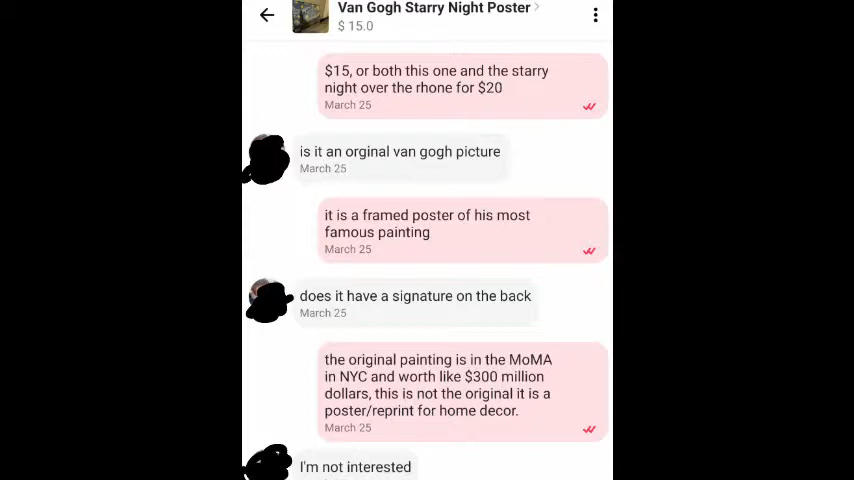 Van Gogh Starry Night Poster
$ 15.0
$15, or both this one and the starry
night over the rhone for $20
March 25
is it an orginal van gogh picture
March 25
it is a framed poster of his most
famous painting
March 25
does it have a signature on the back
March 25
the original painting is in the MoMA
in NYC and worth like $300 million
dollars, this is not the original it is a
poster/reprint for home decor.
March 25
I'm not interested